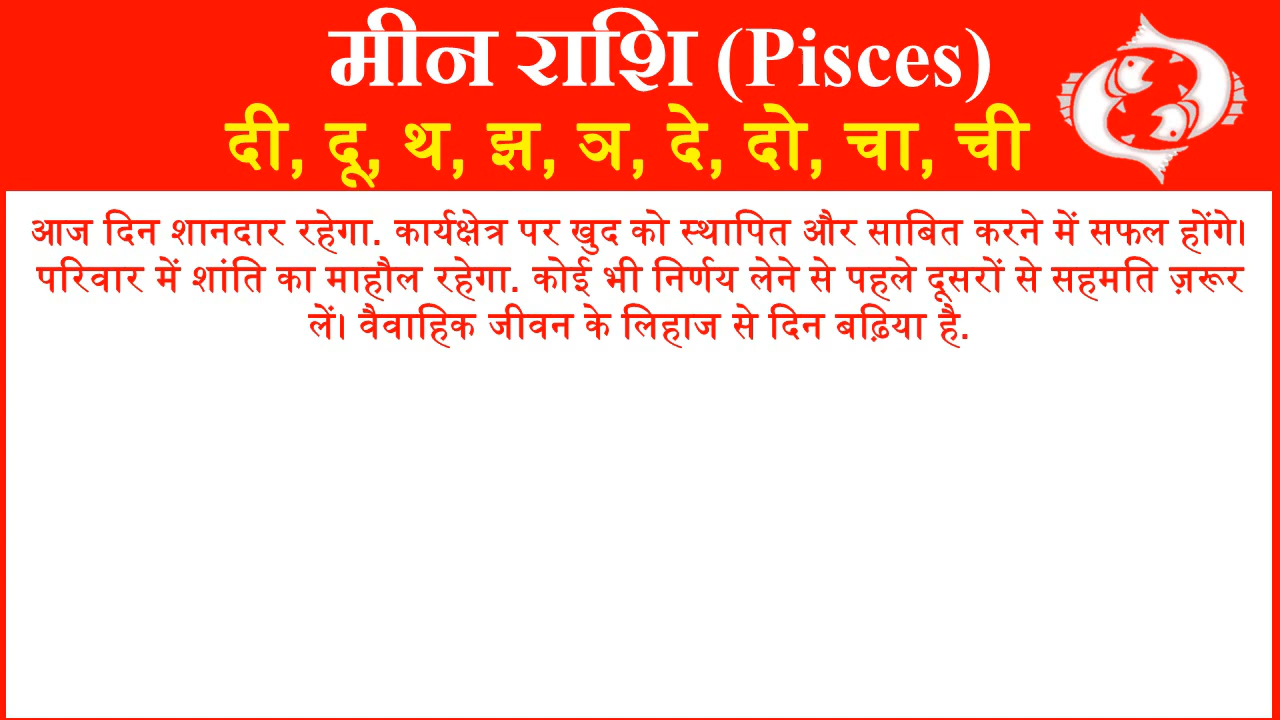 मीन राशि (Pisces)
दी, दू, थ, झ, ञ, दे, दो, चा, ची
आज दिन शानदार रहेगा. कार्यक्षेत्र पर खुद को स्थापित और साबित करने में सफल होंगे।
परिवार में शांति का माहौल रहेगा. कोई भी निर्णय लेने से पहले दूसरों से सहमति ज़रूर
लें। वैवाहिक जीवन के लिहाज से दिन बढ़िया है.